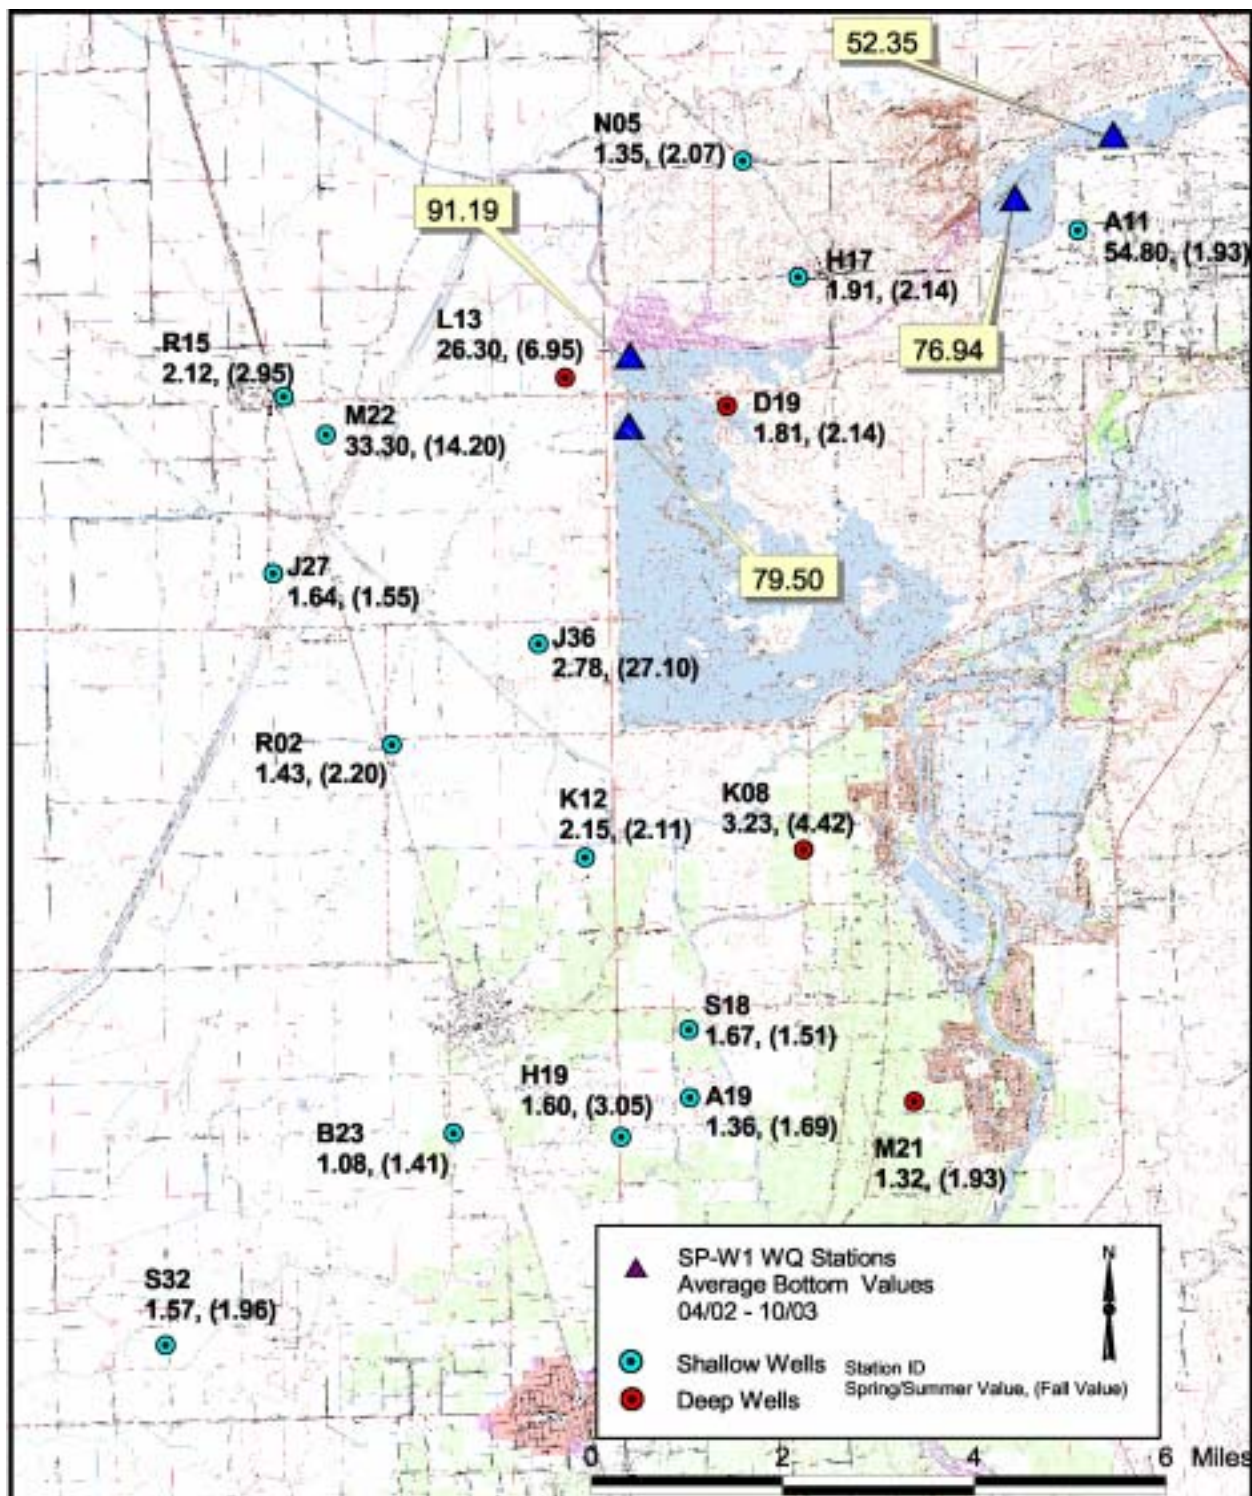 52.35
N05
1.35, (2.07)
91.19
A11
54.80, (1.93)
H17
1.91, (2.14)
L13
26.30, (6.95)
76.94
R15
2.12, (2.95)
D19
1.81, (2.14)
M22
33.30, (14.20)
J27
1.64, (1.55)
79.50
J36
2.78, (27.10)
R02
1.43, (2.20)
K12
2.15, (2.11)
K08
3.23, (4.42)
S18
1.67, (1.51)
H19
1.60, (3.05)
A19
1.36, (1.69)
B23
1.08, (1.41)
M21
1.32, (1.93)
S32
1.57, (1.96)
SP-W1 WQ Stations
Average Bottom Values
04/02 - 10/03
N
Shallow Wells
Deep Wells
Station ID
Spring/Summer Value, (Fall Value)
0 2 4 6 Miles